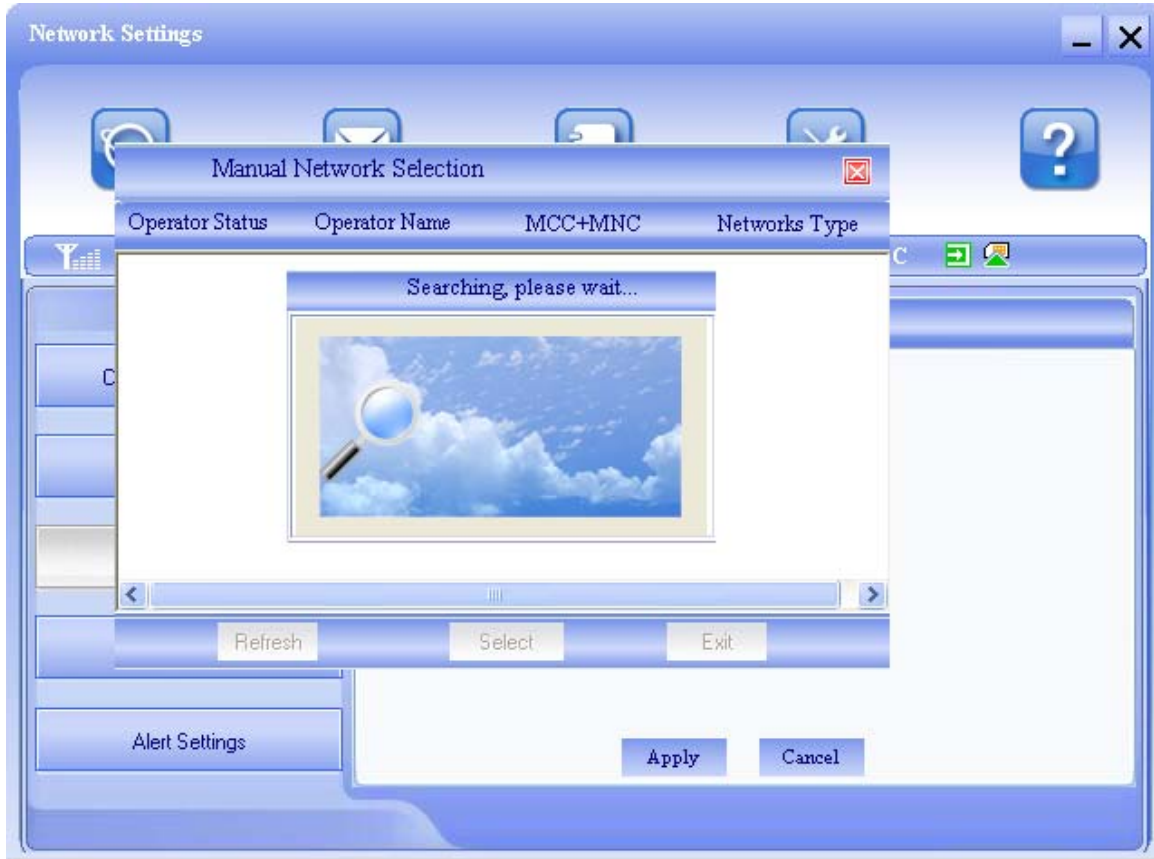 Network Settings
Manual Network Selection
Operator Status Operator Name MCC+MNC Networks Type
C
Searching, please wait...
C
Refresh Select Exit
Alert Settings
Apply Cancel